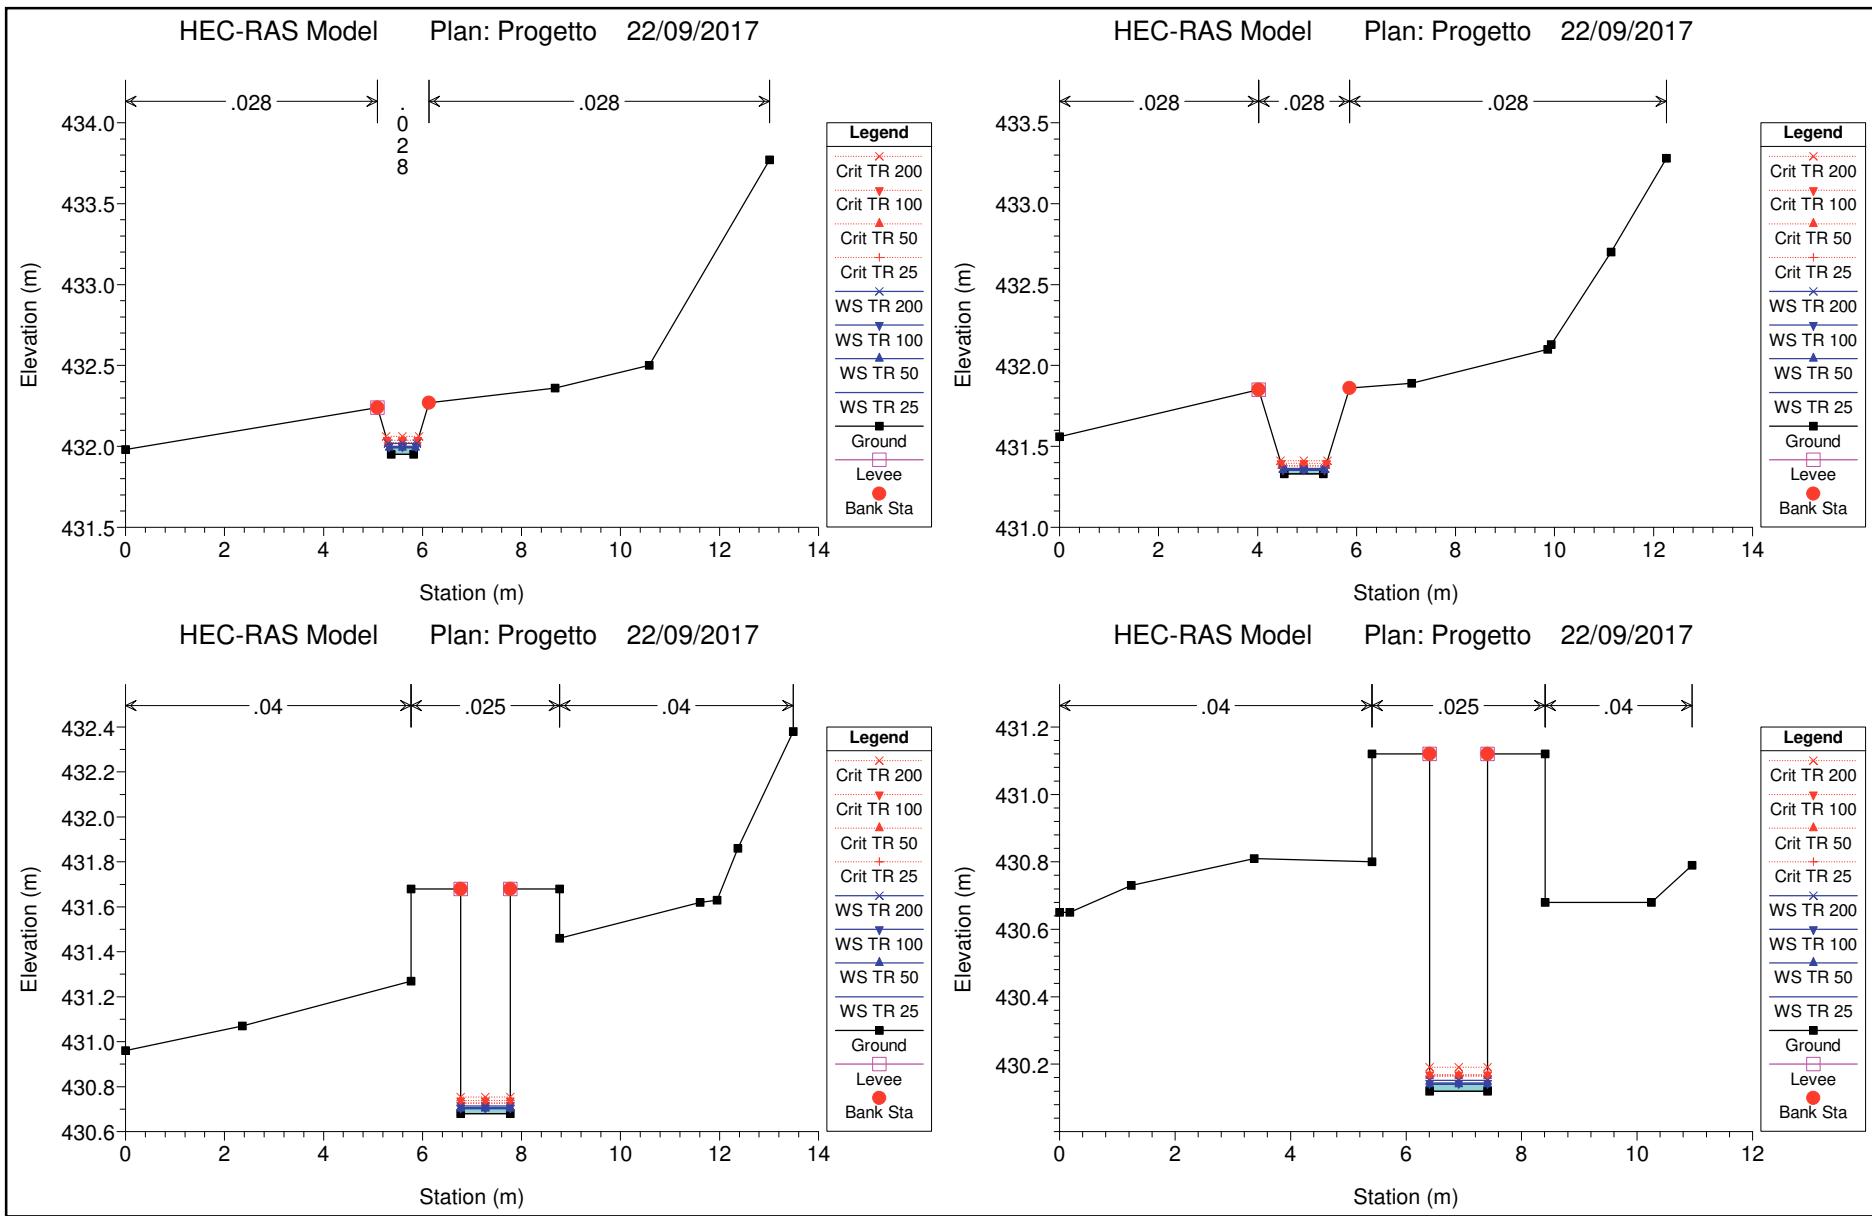 HEC-RAS Model Plan: Progetto 22/09/2017
.028 .028 .028
Elevation (m)
434.0
433.5
433.0
432.5
432.0
431.5
0 2 4 6 8 10 12 14
Station (m)
Legend
Crit TR 200
Crit TR 100
Crit TR 50
Crit TR 25
WS TR 200
WS TR 100
WS TR 50
WS TR 25
Ground
Levee
Bank Sta
HEC-RAS Model Plan: Progetto 22/09/2017
.028 .028 .028
Elevation (m)
433.5
433.0
432.5
432.0
431.5
431.0
0 2 4 6 8 10 12 14
Station (m)
Legend
Crit TR 200
Crit TR 100
Crit TR 50
Crit TR 25
WS TR 200
WS TR 100
WS TR 50
WS TR 25
Ground
Levee
Bank Sta
HEC-RAS Model Plan: Progetto 22/09/2017
.04 .025 .04
Elevation (m)
432.4
432.2
432.0
431.8
431.6
431.4
431.2
431.0
430.8
430.6
0 2 4 6 8 10 12 14
Station (m)
Legend
Crit TR 200
Crit TR 100
Crit TR 50
Crit TR 25
WS TR 200
WS TR 100
WS TR 50
WS TR 25
Ground
Levee
Bank Sta
HEC-RAS Model Plan: Progetto 22/09/2017
.04 .025 .04
Elevation (m)
431.2
431.0
430.8
430.6
430.4
430.2
0 2 4 6 8 10 12
Station (m)
Legend
Crit TR 200
Crit TR 100
Crit TR 50
Crit TR 25
WS TR 200
WS TR 100
WS TR 50
WS TR 25
Ground
Levee
Bank Sta